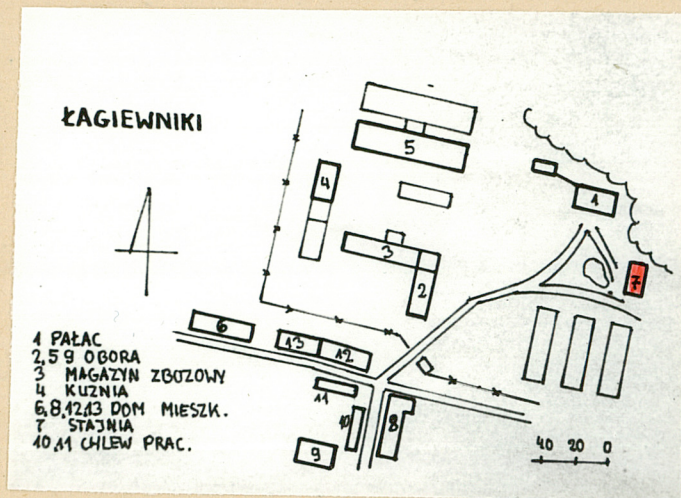 ŁAGIEWNIKI
5
4
1
3
7
2
6
13 12
11
10
8
9
1 PAŁAC
2,5 9 OBORA
3 MAGAZYN ZBOZOWY
4 KUZNIA
6,8,12,13 DOM MIESZK.
7 STAJNIA
10,11 CHLEW PRAC.
40 20 0